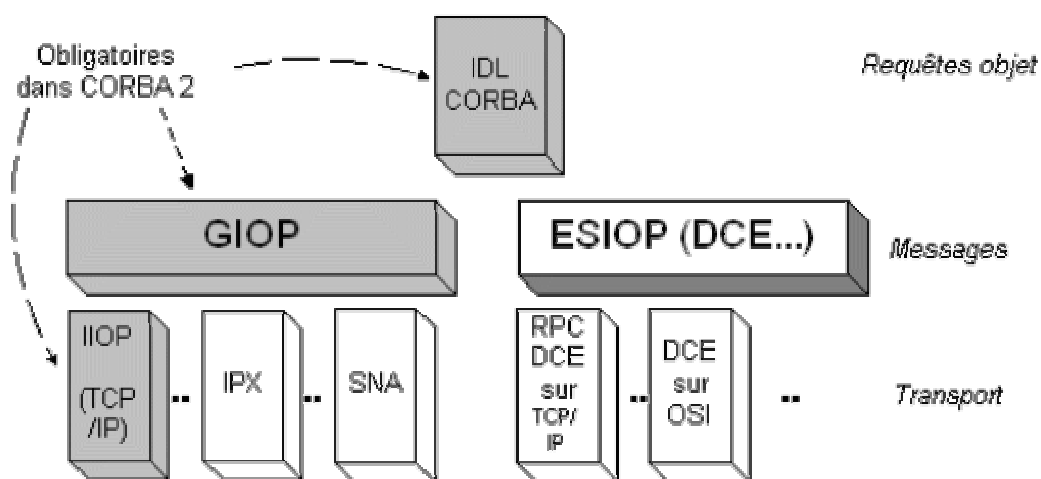 Obligatoires
dans CORBA 2
IDL
CORBA
Requêtes objet
GIOP
ESIOP (DCE...)
Messages
IIOP
(TCP
/IP)
..
IPX
..
SNA
RPC
DCE
sur
TCP/
IP
..
DCE
sur
OSI
..
Transport